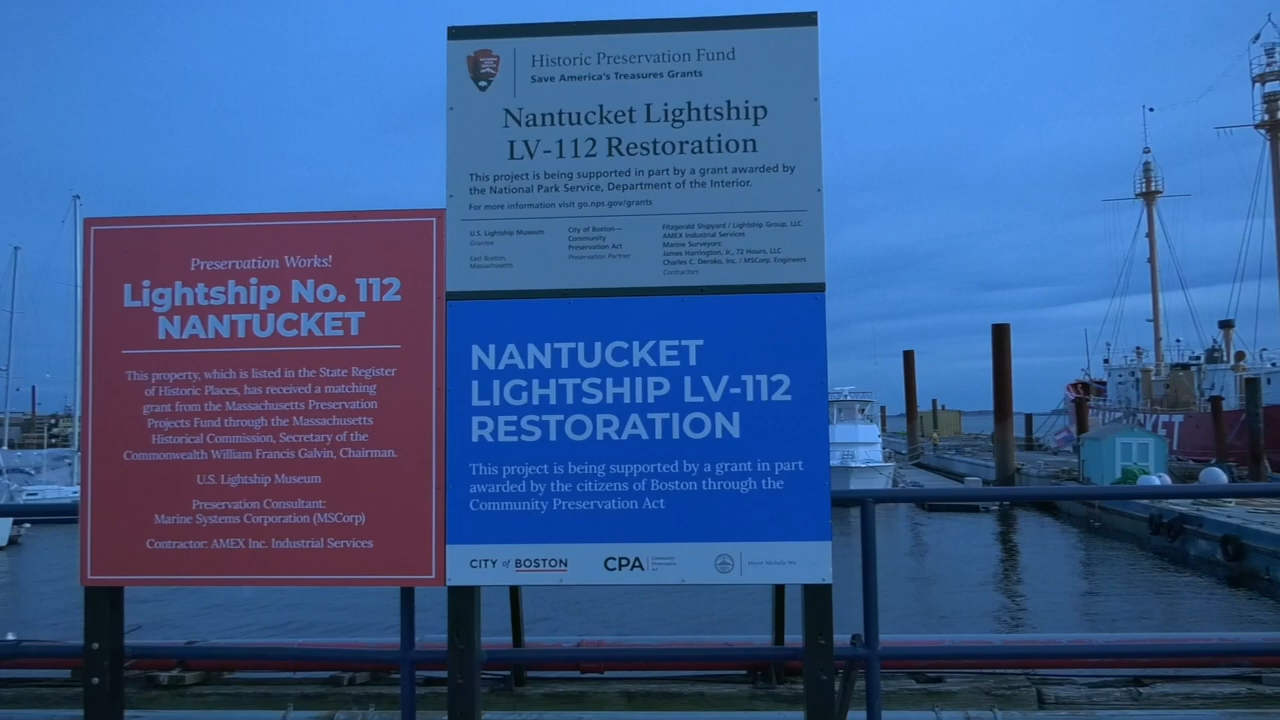 Preservation Works!
Lightship No. 112
NANTUCKET
This property, which is listed in the State Register
of Historic Places, has received a matching
grant from the Massachusetts Preservation
Projects Fund through the Massachusetts
Historical Commission, Secretary of the
Commonwealth William Francis Galvin, Chairman.
U.S. Lightship Museum
Preservation Consultant:
Marine Systems Corporation (MSCorp)
Contractor: AMEX Inc. Industrial Services
Historic Preservation Fund
Save America's Treasures Grants
Nantucket Lightship
LV-112 Restoration
This project is being supported in part by a grant awarded by
the National Park Service, Department of the Interior.
For more information visit go.nps.gov/grants
U.S. Lightship Museum
Grantee
East Boston,
Massachusetts
City of Boston—
Community
Preservation Act
Preservation Partner
Fitzgerald Shipyard / Lightship Group, LLC
AMEX Industrial Services
Marine Surveyors:
James Harrington, Jr., 72 Hours, LLC
Charles C. Deroko, Inc. / MSCorp, Engineers
Contractors
NANTUCKET
LIGHTSHIP LV-112
RESTORATION
This project is being supported by a grant in part
awarded by the citizens of Boston through the
Community Preservation Act
CITY of BOSTON
CPA
Community
Preservation
Act
Mayor Michelle Wu